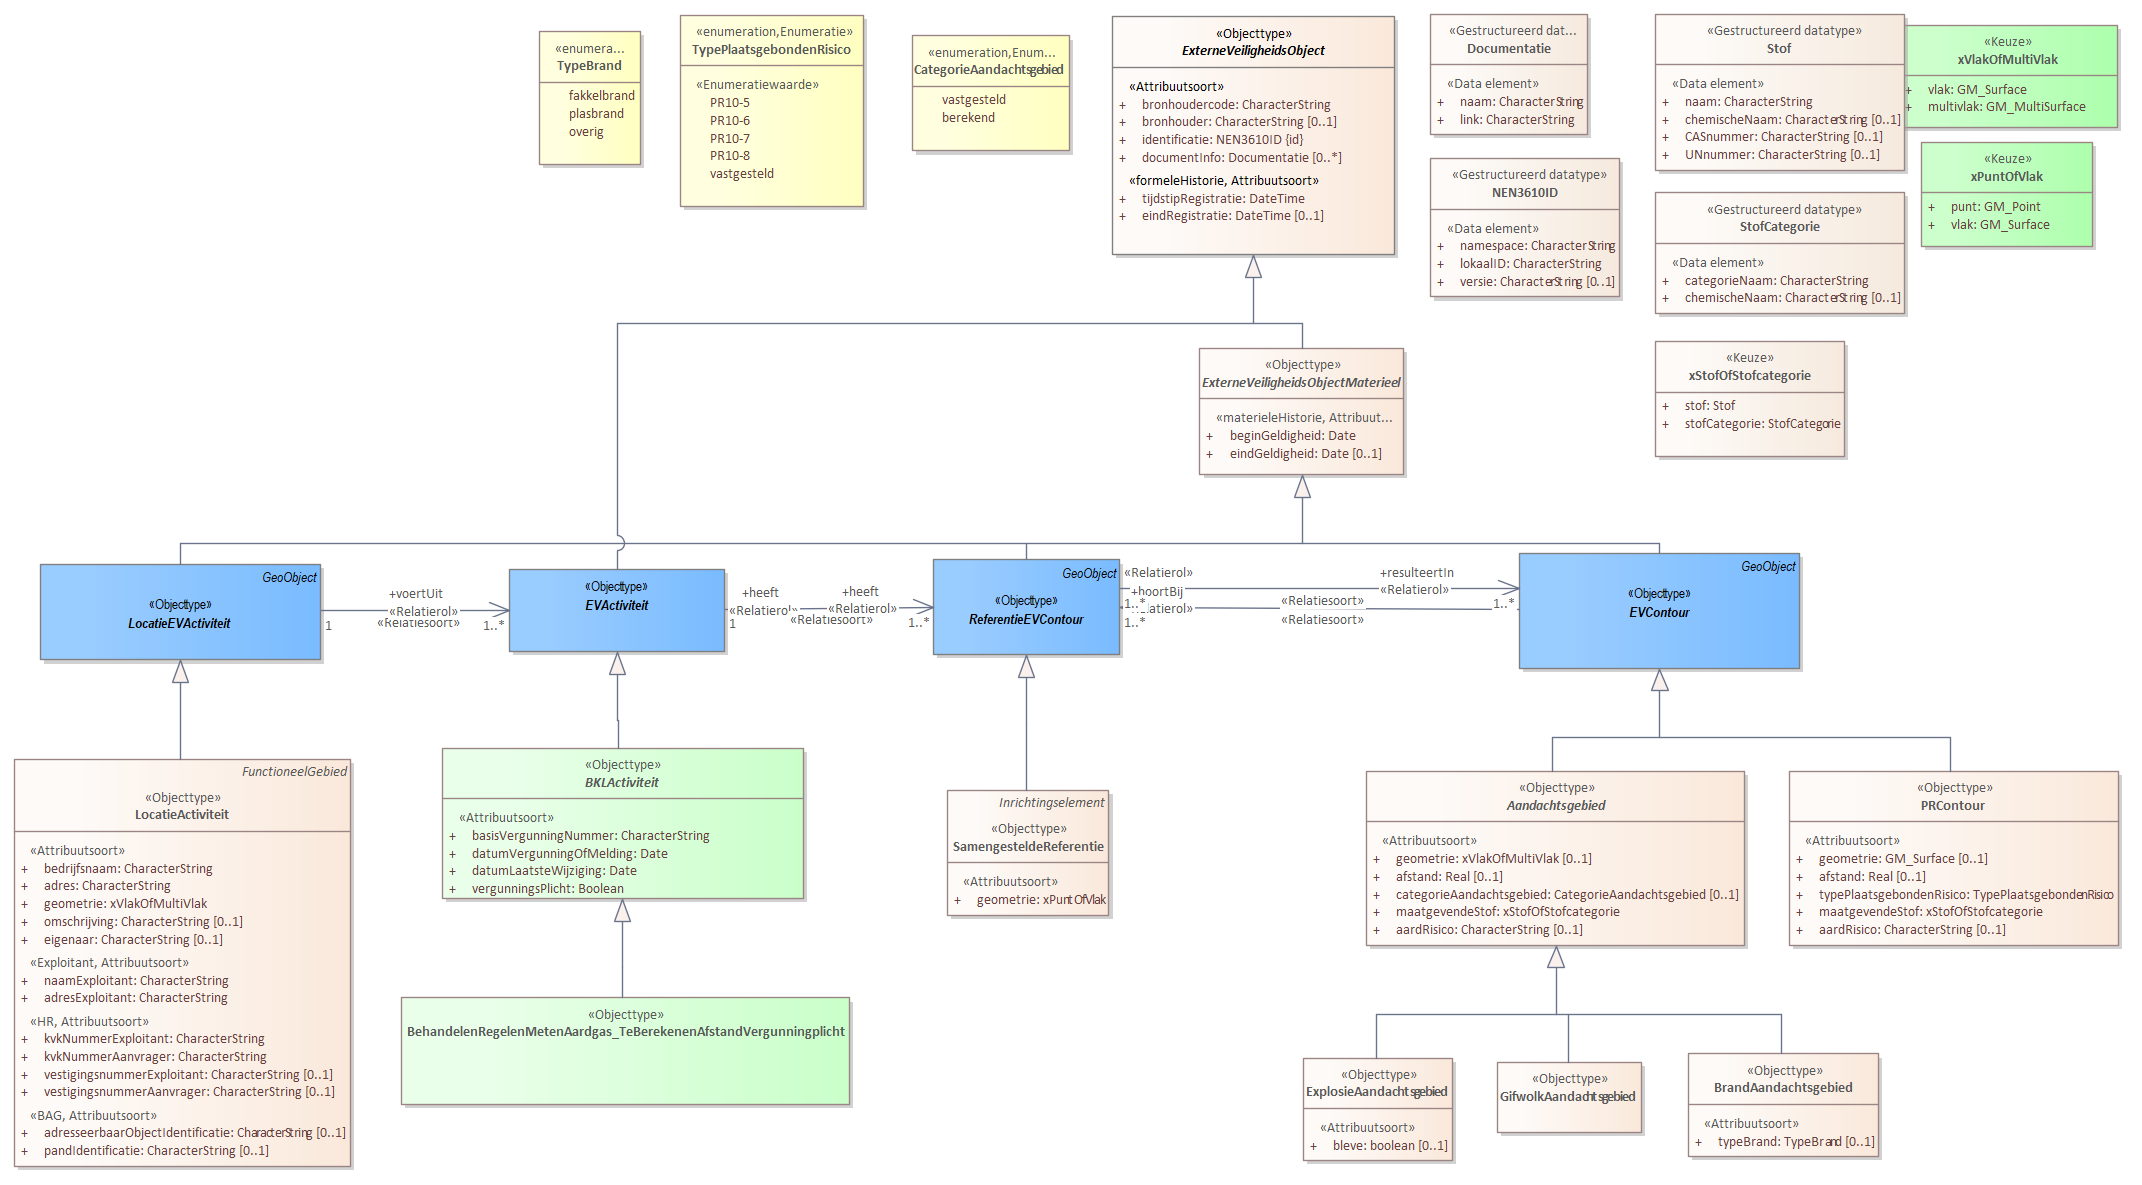 «enumera...
TypeBrand
fakkelbrand
plasbrand
overig
«enumeration,Enumeratie»
TypePlaatsgebondenRisico
«Enumeratiewaarde»
PR10-5
PR10-6
PR10-7
PR10-8
vastgesteld
«enumeration,Enum...
CategorieAandachtsgebied
vastgesteld
berekend
«Objecttype»
ExterneVeiligheidsObject
«Attribuutsoort»
+ bronhoudercode: CharacterString
+ bronhouder: CharacterString [0..1]
+ identificatie: NEN3610ID {id}
+ documentInfo: Documentatie [0..*]
«formeleHistorie, Attribuutsoort»
+ tijdstipRegistratie: DateTime
+ eindRegistratie: DateTime [0..1]
«Gestructureerd dat...
Documentatie
«Data element»
+ naam: CharacterString
+ link: CharacterString
«Gestructureerd datatype»
NEN3610ID
«Data element»
+ namespace: CharacterString
+ lokaalID: CharacterString
+ versie: CharacterString [0..1]
«Gestructureerd datatype»
Stof
«Data element»
+ naam: CharacterString
+ chemischeNaam: CharacterString [0..1]
+ CASnummer: CharacterString [0..1]
+ UNnummer: CharacterString [0..1]
«Keuze»
xVlakOfMultiVlak
+ vlak: GM_Surface
+ multivlak: GM_MultiSurface
«Keuze»
xPuntOfVlak
+ punt: GM_Point
+ vlak: GM_Surface
«Gestructureerd datatype»
StofCategorie
«Data element»
+ categorieNaam: CharacterString
+ chemischeNaam: CharacterString [0..1]
«Keuze»
xStofOfStofcategorie
+ stof: Stof
+ stofCategorie: StofCategorie
«Objecttype»
ExterneVeiligheidsObjectMaterieel
«materieleHistorie, Attribuut...
+ beginGeldigheid: Date
+ eindGeldigheid: Date [0..1]
GeoObject
«Objecttype»
LocatieEVActiviteit
+voertUit
«Relatierol»
«Relatiesoort»
1
1..*
«Objecttype»
EVActiviteit
+heeft
«Relatierol»
1
+heeft
«Relatierol»
«Relatiesoort»
1..*
GeoObject
«Objecttype»
ReferentieEVContour
«Relatierol»
+hoortBij
1..*
«Relatierol»
1..*
+resulteertIn
«Relatierol»
1..*
«Relatiesoort»
«Relatiesoort»
GeoObject
«Objecttype»
EVContour
FunctioneelGebied
«Objecttype»
LocatieActiviteit
«Attribuutsoort»
+ bedrijfsnaam: CharacterString
+ adres: CharacterString
+ geometrie: xVlakOfMultiVlak
+ omschrijving: CharacterString [0..1]
+ eigenaar: CharacterString [0..1]
«Exploitant, Attribuutsoort»
+ naamExploitant: CharacterString
+ adresExploitant: CharacterString
«HR, Attribuutsoort»
+ kvkNummerExploitant: CharacterString
+ kvkNummerAanvrager: CharacterString
+ vestigingsnummerExploitant: CharacterString [0..1]
+ vestigingsnummerAanvrager: CharacterString [0..1]
«BAG, Attribuutsoort»
+ adresseerbaarObjectIdentificatie: CharacterString [0..1]
+ pandIdentificatie: CharacterString [0..1]
«Objecttype»
BKLActiviteit
«Attribuutsoort»
+ basisVergunningNummer: CharacterString
+ datumVergunningOfMelding: Date
+ datumLaatsteWijziging: Date
+ vergunningsPlicht: Boolean
«Objecttype»
BehandelenRegelenMetenAardgas_TeBerekenenAfstandVergunningplicht
Inrichtingselement
«Objecttype»
SamengesteldeReferentie
«Attribuutsoort»
+ geometrie: xPuntOfVlak
«Objecttype»
Aandachtsgebied
«Attribuutsoort»
+ geometrie: xVlakOfMultiVlak [0..1]
+ afstand: Real [0..1]
+ categorieAandachtsgebied: CategorieAandachtsgebied [0..1]
+ maatgevendeStof: xStofOfStofcategorie
+ aardRisico: CharacterString [0..1]
«Objecttype»
PRContour
«Attribuutsoort»
+ geometrie: GM_Surface [0..1]
+ afstand: Real [0..1]
+ typePlaatsgebondenRisico: TypePlaatsgebondenRisico
+ maatgevendeStof: xStofOfStofcategorie
+ aardRisico: CharacterString [0..1]
«Objecttype»
ExplosieAandachtsgebied
«Attribuutsoort»
+ bleve: boolean [0..1]
«Objecttype»
GifwolkAandachtsgebied
«Objecttype»
BrandAandachtsgebied
«Attribuutsoort»
+ typeBrand: TypeBrand [0..1]